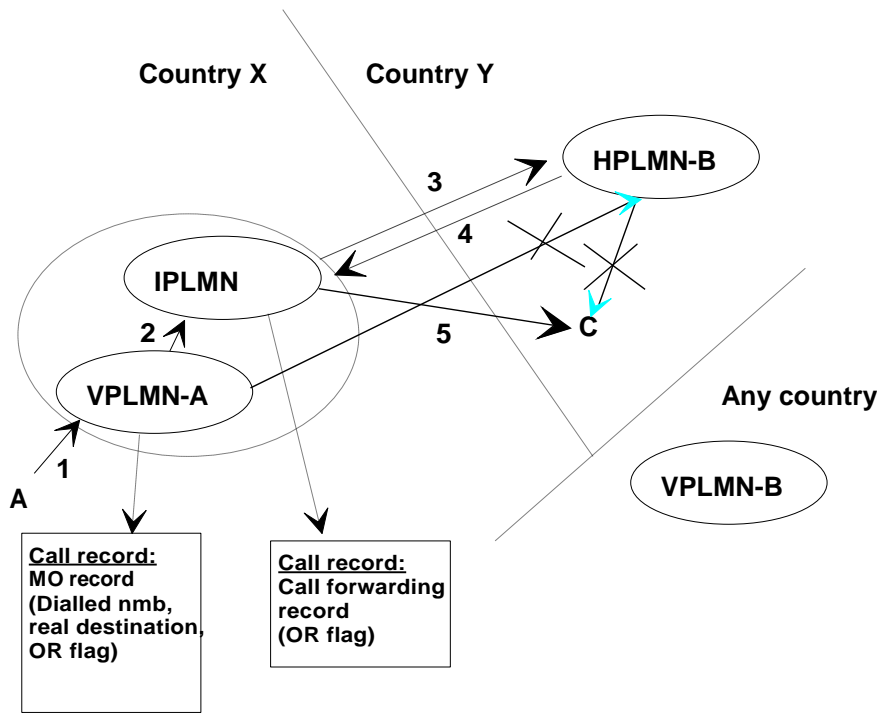 Country X
Country Y
HPLMN-B
3
4
IPLMN
2
5
C
VPLMN-A
Any country
1
A
VPLMN-B
Call record:
MO record
(Dialled nmb,
real destination,
OR flag)
Call record:
Call forwarding
record
(OR flag)